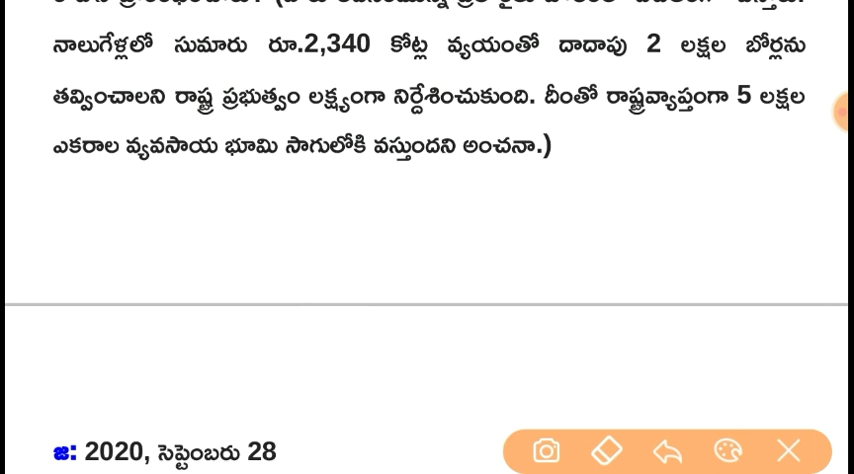 నాలుగేళ్లలో సుమారు రూ.2,340 కోట్ల వ్యయంతో దాదాపు 2 లక్షల బోర్లను
తవ్వించాలని రాష్ట్ర ప్రభుత్వం లక్ష్యంగా నిర్దేశించుకుంది. దీంతో రాష్ట్రవ్యాప్తంగా 5 లక్షల
ఎకరాల వ్యవసాయ భూమి సాగులోకి వస్తుందని అంచనా.)
జ: 2020, సెప్టెంబరు 28